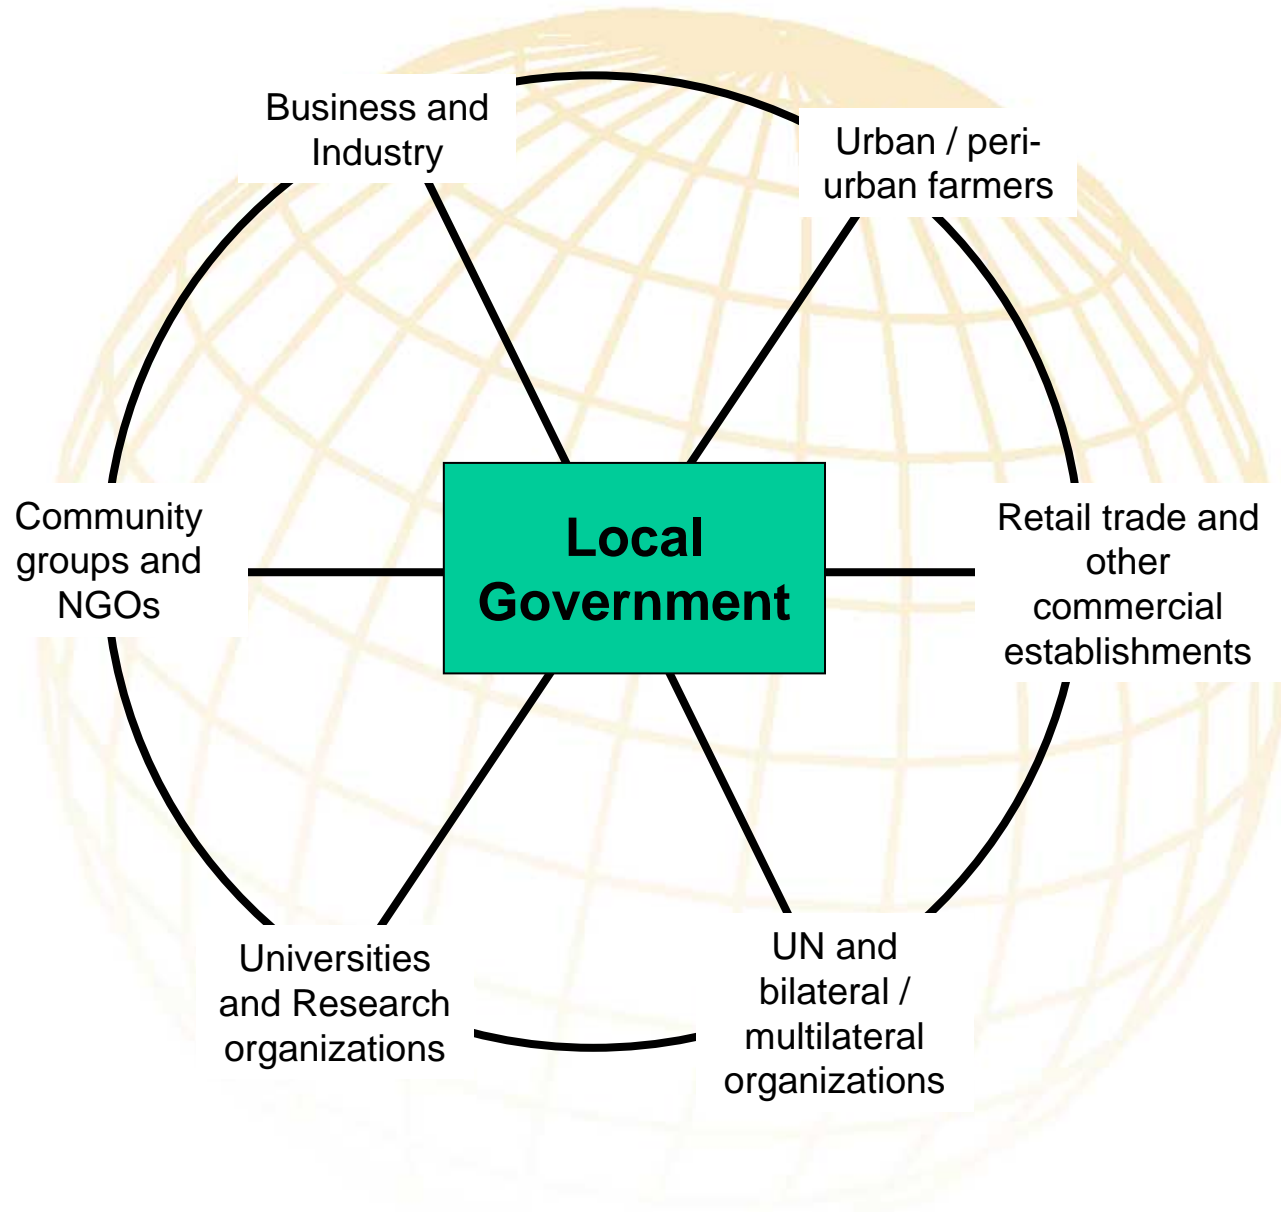 Business and
Industry
Urban / peri-
urban farmers
Community
groups and
NGOs
Local
Government
Retail trade and
other
commercial
establishments
Universities
and Research
organizations
UN and
bilateral /
multilateral
organizations